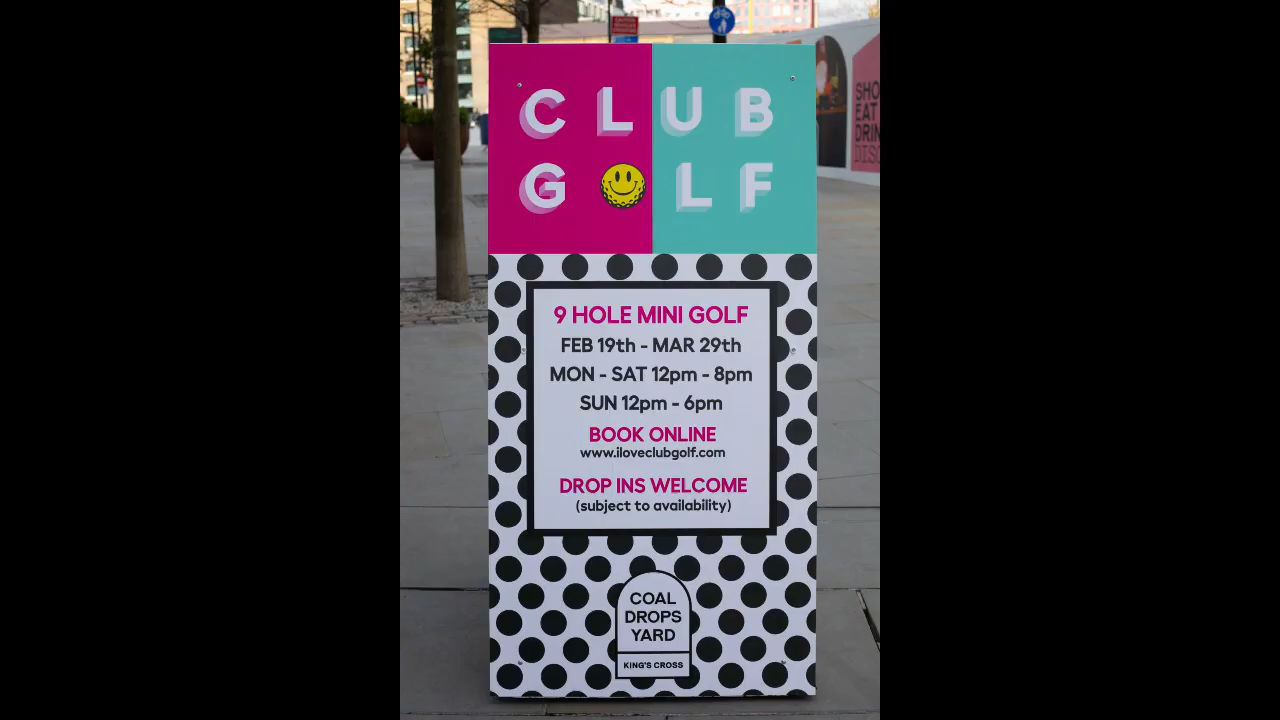 CLUB
GOLF
9 HOLE MINI GOLF
FEB 19th - MAR 29th
MON - SAT 12pm - 8pm
SUN 12pm - 6pm
BOOK ONLINE
www.iloveclubgolf.com
DROP INS WELCOME
(subject to availability)
COAL
DROPS
YARD
KING'S CROSS
EAT